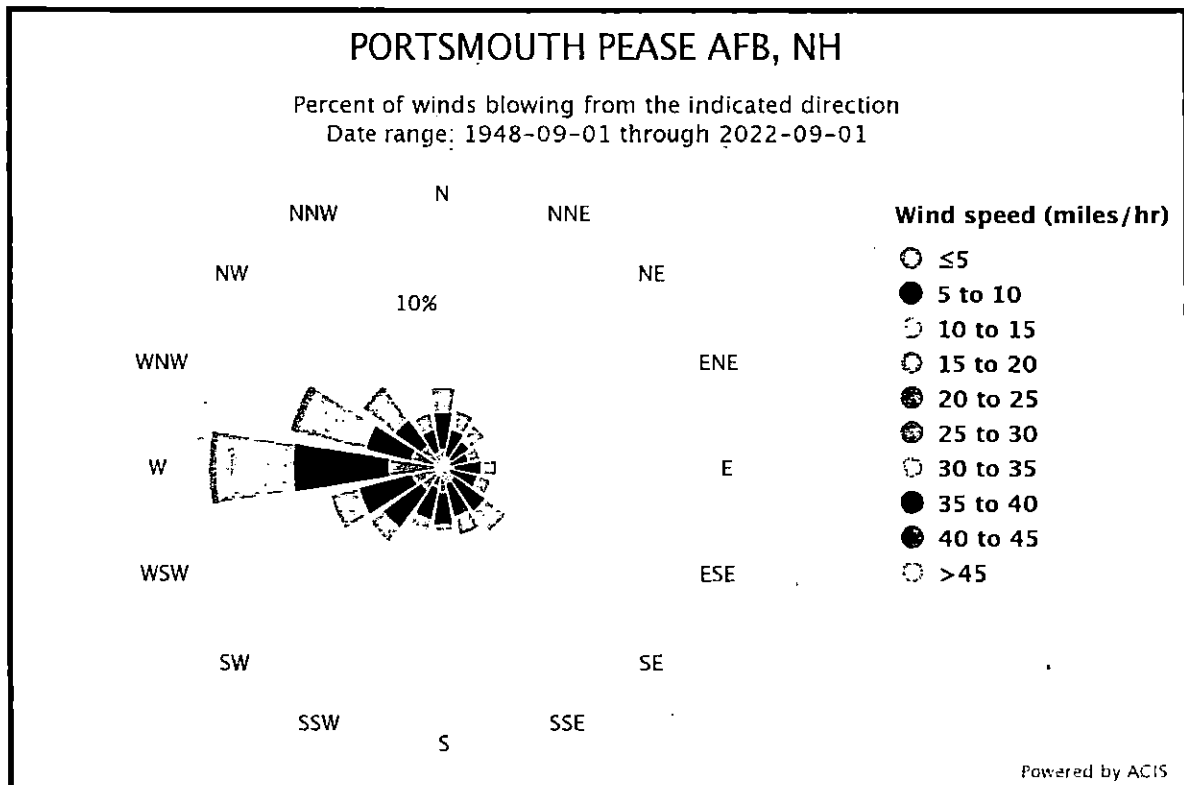 PORTSMOUTH PEASE AFB, NH
Percent of winds blowing from the indicated direction
Date range: 1948-09-01 through 2022-09-01
N
NNW
NNE
NW
NE
10%
WNW
ENE
W
E
WSW
ESE
SW
SE
SSW
SSE
S
Wind speed (miles/hr)
≤5
5 to 10
10 to 15
15 to 20
20 to 25
25 to 30
30 to 35
35 to 40
40 to 45
>45
Powered by ACIS